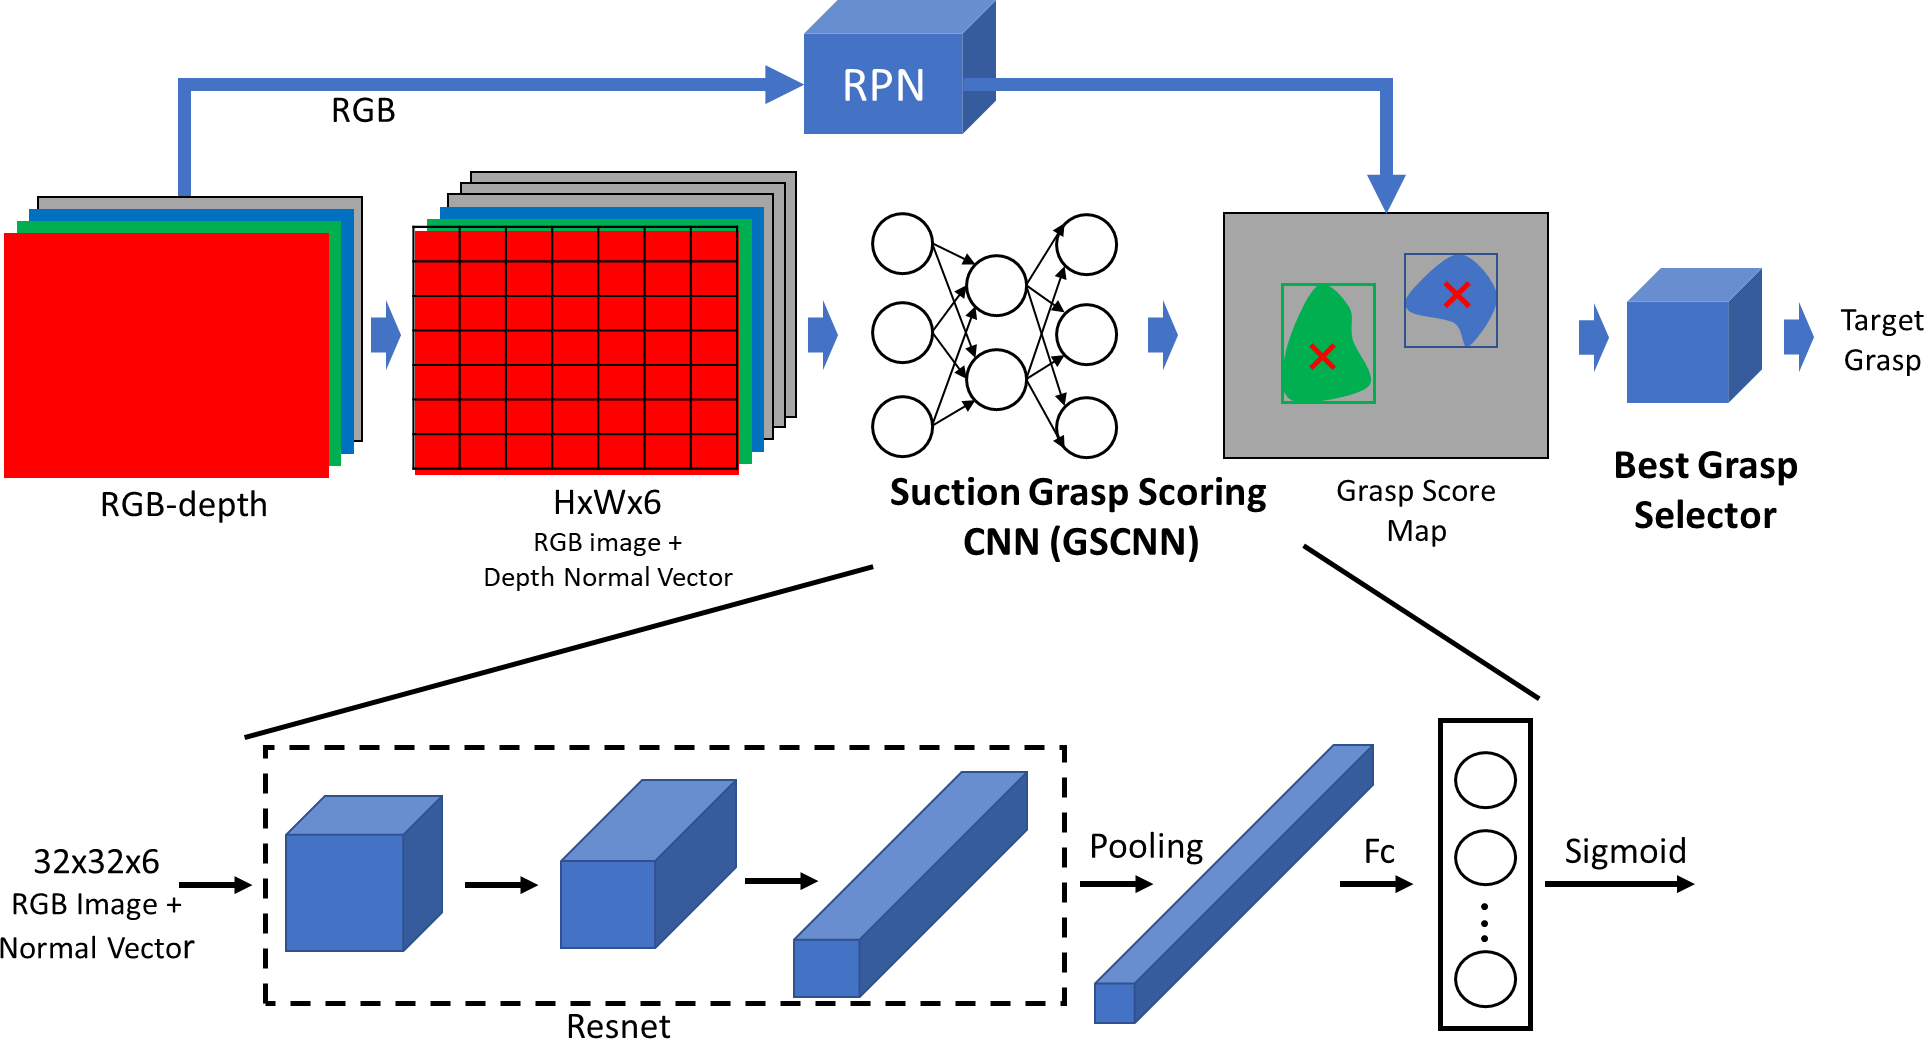 RPN
RGB
RGB-depth
HxWx6
RGB image +
Depth Normal Vector
Suction Grasp Scoring
CNN (GSCNN)
Grasp Score
Map
Best Grasp
Selector
Target
Grasp
32x32x6
RGB Image +
Normal Vector
Resnet
Pooling
Fc
Sigmoid